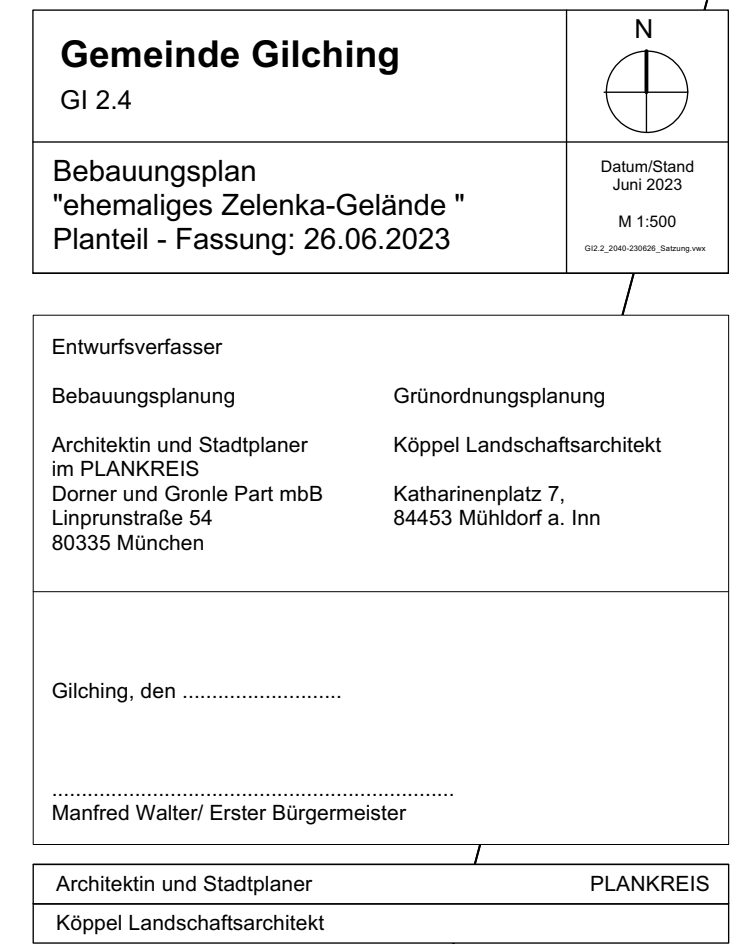 Gemeinde Gilching
GI 2.4
N
Bebauungsplan
"ehemaliges Zelenka-Gelände "
Planteil - Fassung: 26.06.2023
Datum/Stand
Juni 2023
M 1:500
GI2.2_2040-230626_Satzung.vwx
Entwurfsverfasser
Bebauungsplanung
Architektin und Stadtplaner
im PLANKREIS
Dorner und Gronle Part mbB
Linprunstraße 54
80335 München
Grünordnungsplanung
Köppel Landschaftsarchitekt
Katharinenplatz 7,
84453 Mühldorf a. Inn
Gilching, den ...........................
....................................................................
Manfred Walter/ Erster Bürgermeister
Architektin und Stadtplaner PLANKREIS
Köppel Landschaftsarchitekt